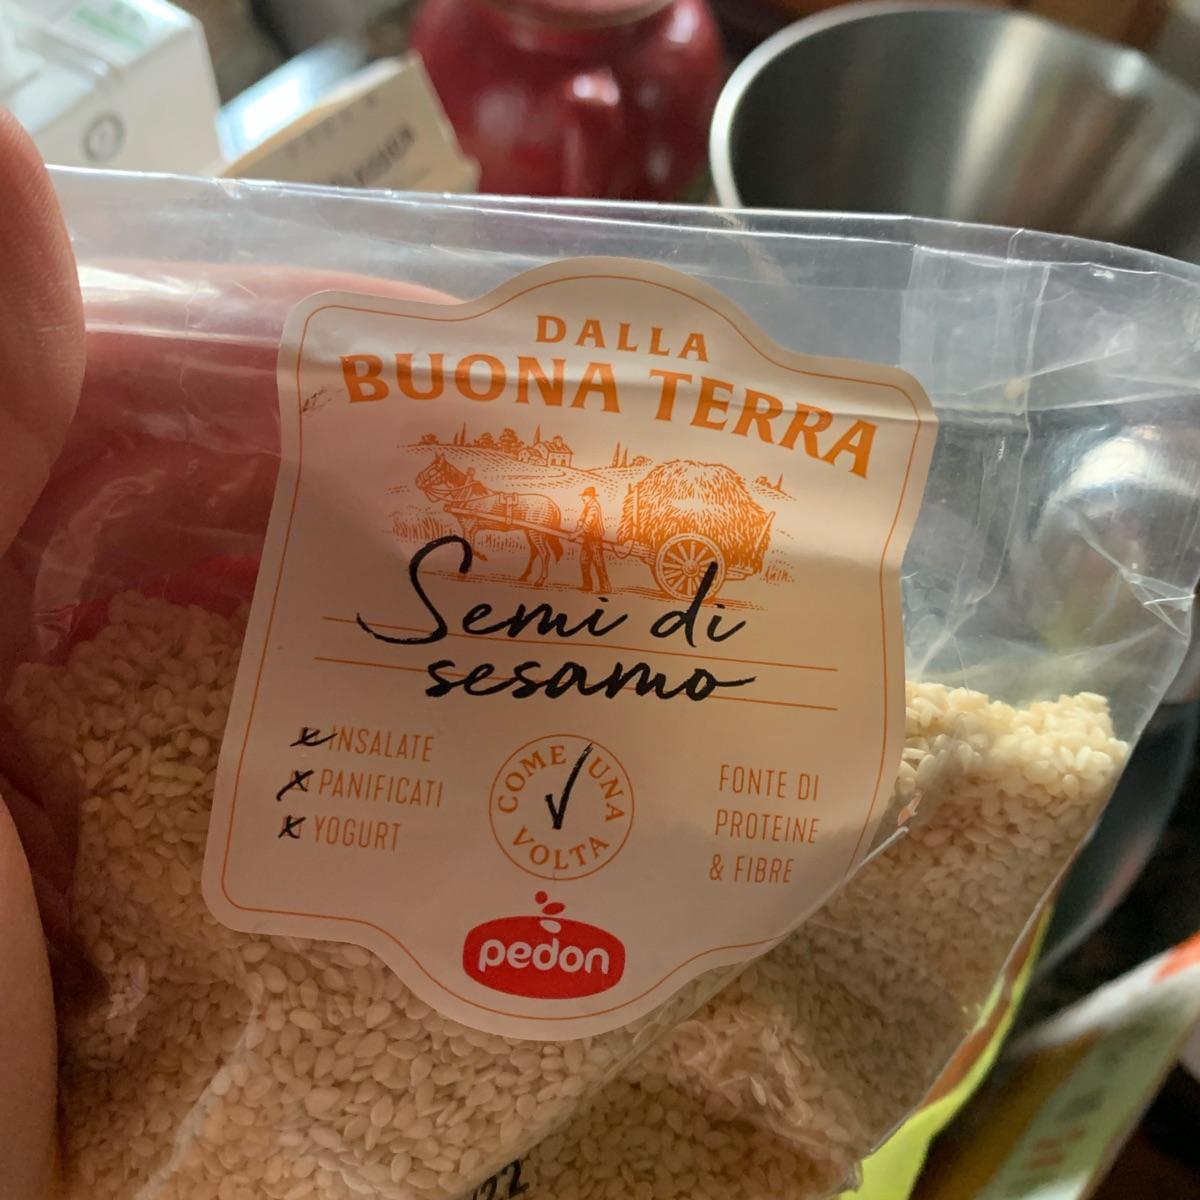 DALLA
BUONA TERRA
Semi di
sesamo
INSALATE
PANIFICATI
YOGURT
COME UNA
VOLTA
FONTE DI
PROTEINE
& FIBRE
pedon